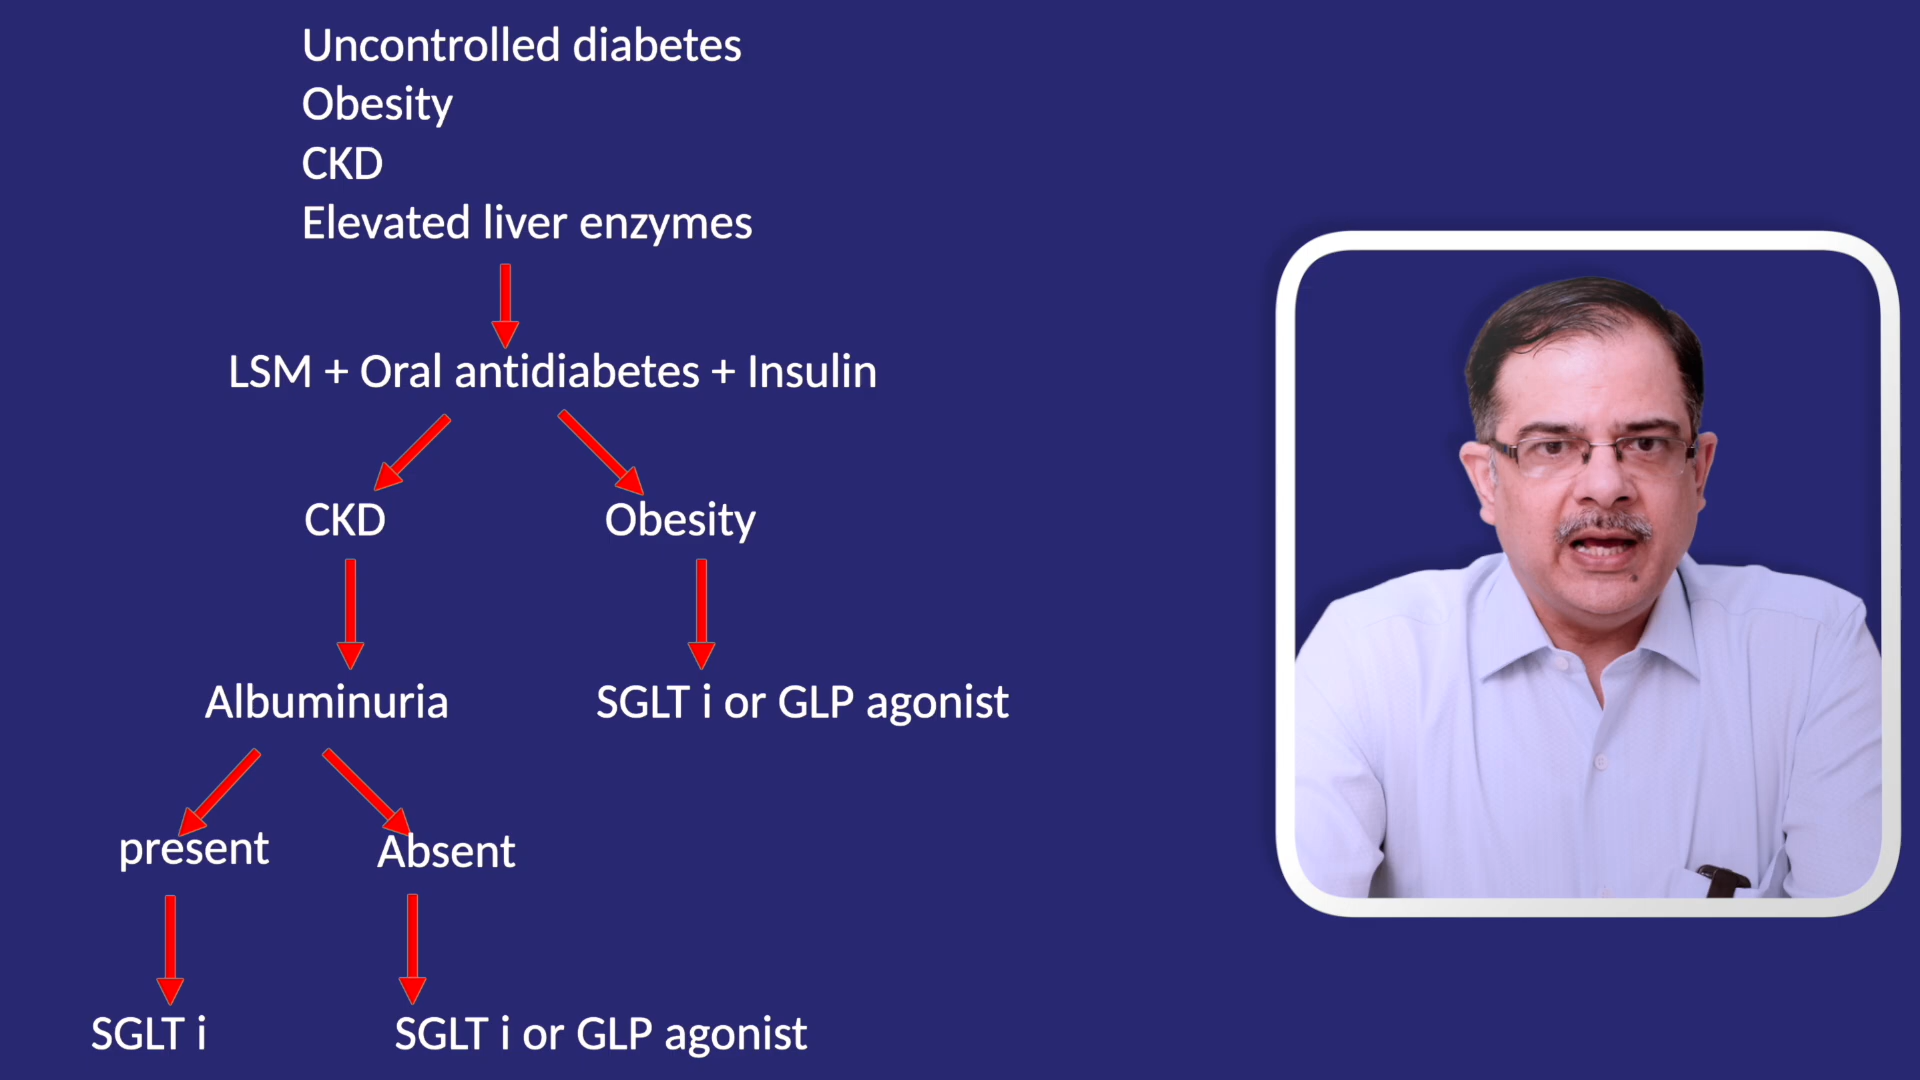 Uncontrolled diabetes
Obesity
CKD
Elevated liver enzymes
LSM + Oral antidiabetes + Insulin
CKD
Obesity
Albuminuria
SGLT i or GLP agonist
present
Absent
SGLT i
SGLT i or GLP agonist